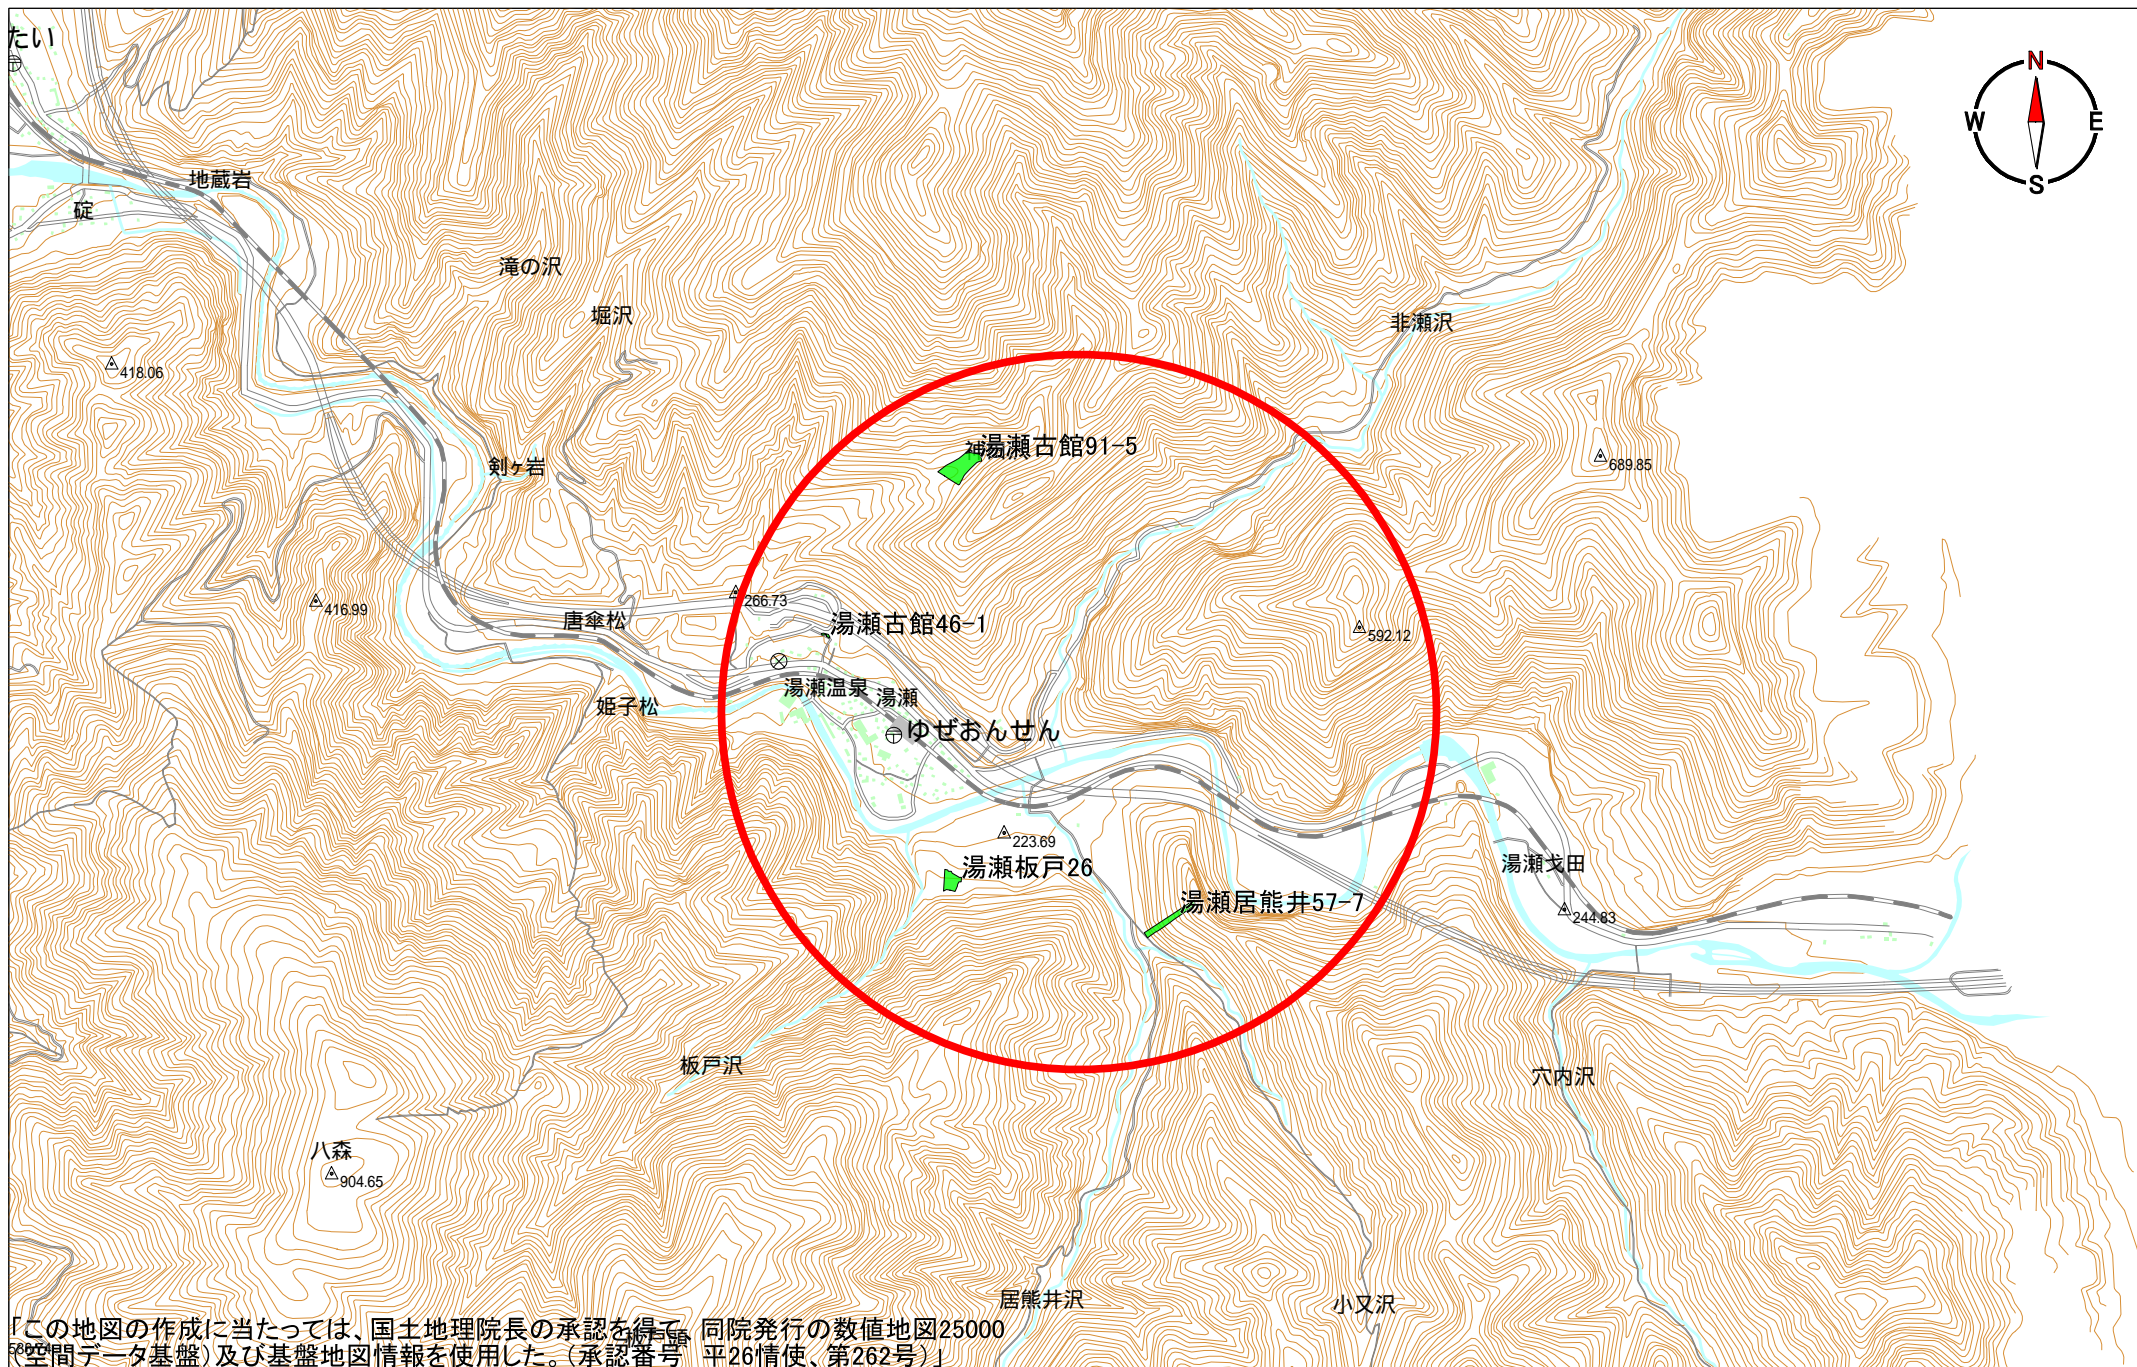 たい
N
W
E
S
地蔵岩
碇
滝の沢
堀沢
非瀬沢
418.06
湯瀬古館91-5
剣ヶ岩
689.85
266.73
416.99
唐傘松
湯瀬古館46-1
592.12
湯瀬温泉
湯瀬
姫子松
ゆぜおんせん
223.69
湯瀬板戸26
湯瀬戈田
湯瀬居熊井57-7
244.83
板戸沢
穴内沢
八森
904.65
居熊井沢
小又沢
「この地図の作成に当たっては、国土地理院長の承認を得て、同院発行の数値地図25000
（空間データ基盤）及び基盤地図情報を使用した。（承認番号　平26情使、第262号）」